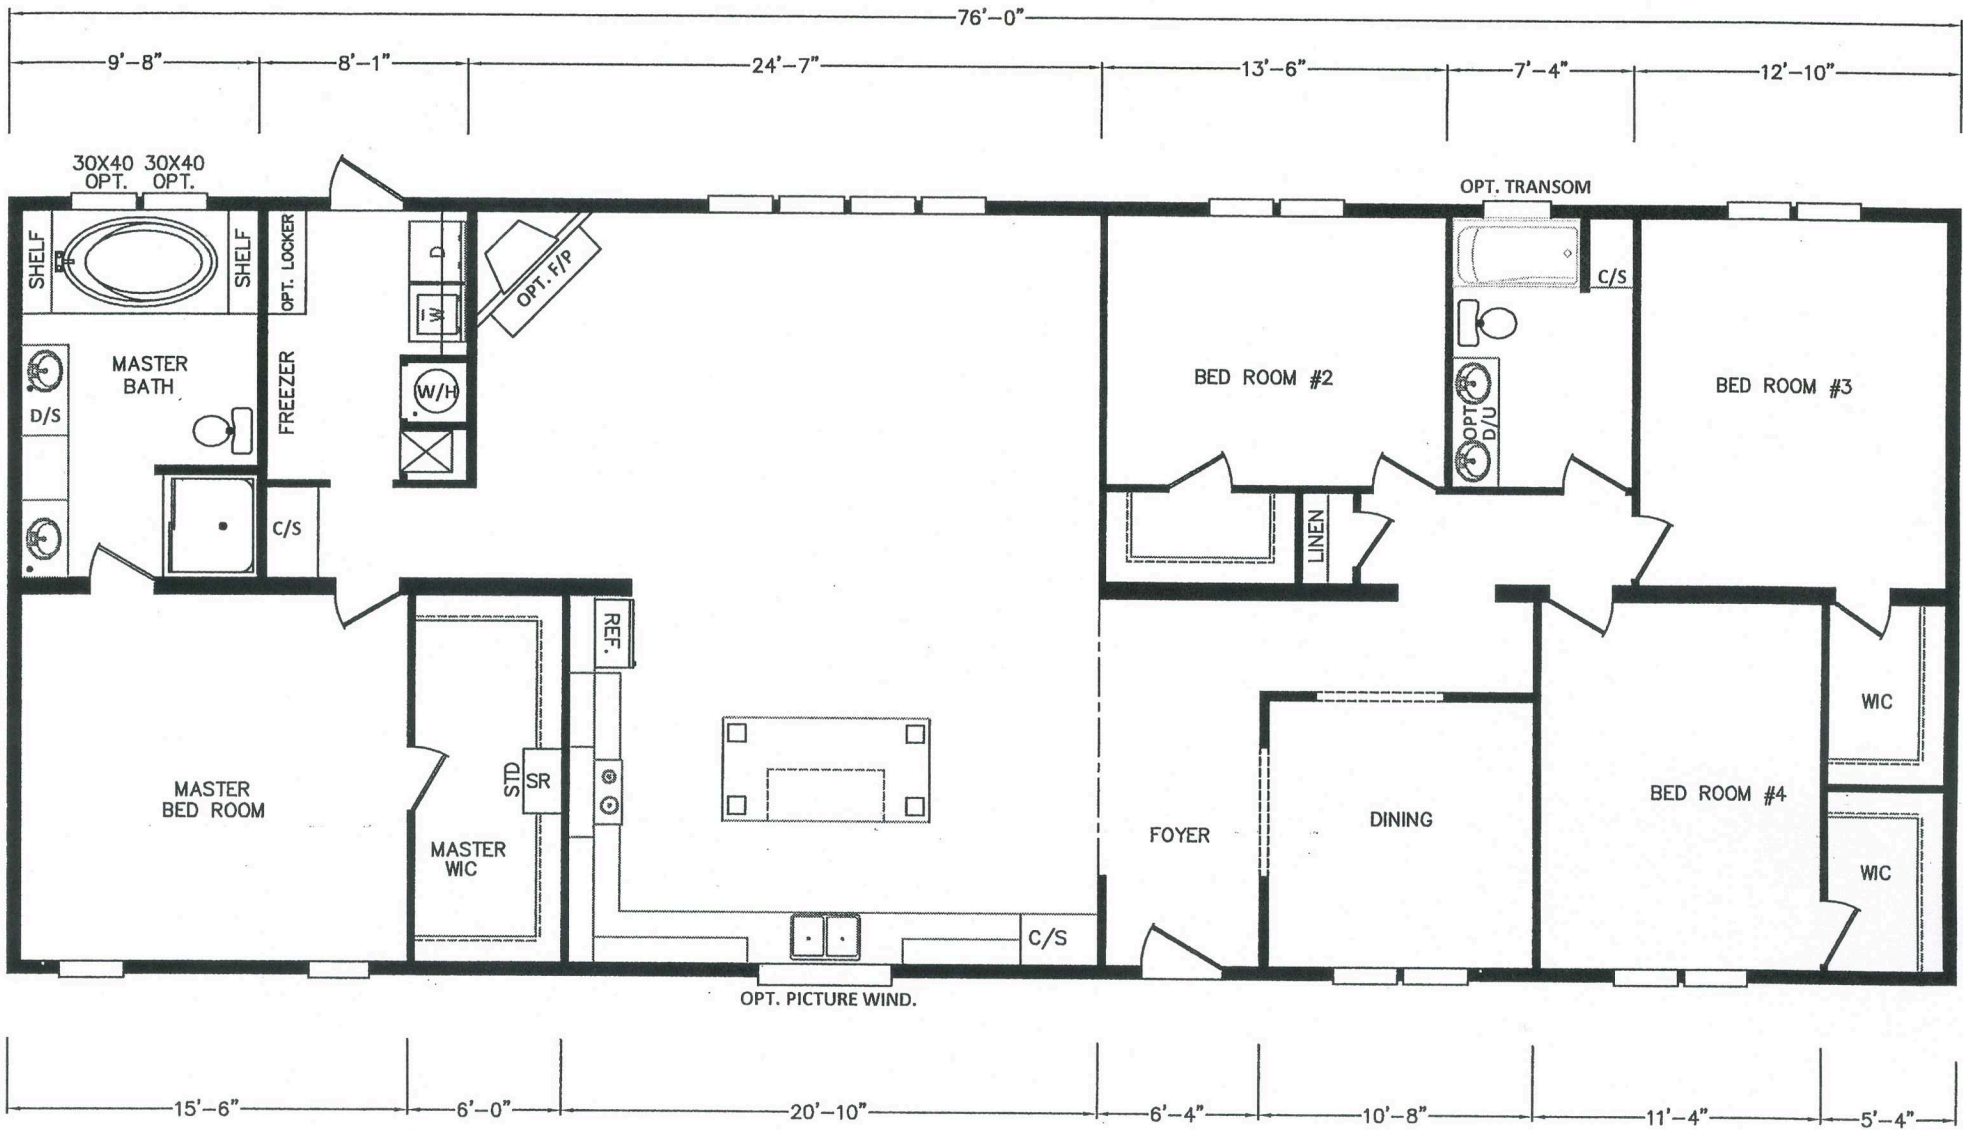 76'-0"
9'-8"
8'-1"
24'-7"
13'-6"
7'-4"
12'-10"
30X40
OPT.
30X40
OPT.
OPT. TRANSOM
SHELF
SHELF
OPT. LOCKER
D
W
OPT. F/P
C/S
MASTER
BATH
D/S
FREEZER
W/H
BED ROOM #2
OPT
D/U
BED ROOM #3
C/S
LINEN
REF.
MASTER
BED ROOM
STD
SR
MASTER
WIC
FOYER
DINING
BED ROOM #4
WIC
WIC
C/S
OPT. PICTURE WIND.
15'-6"
6'-0"
20'-10"
6'-4"
10'-8"
11'-4"
5'-4"